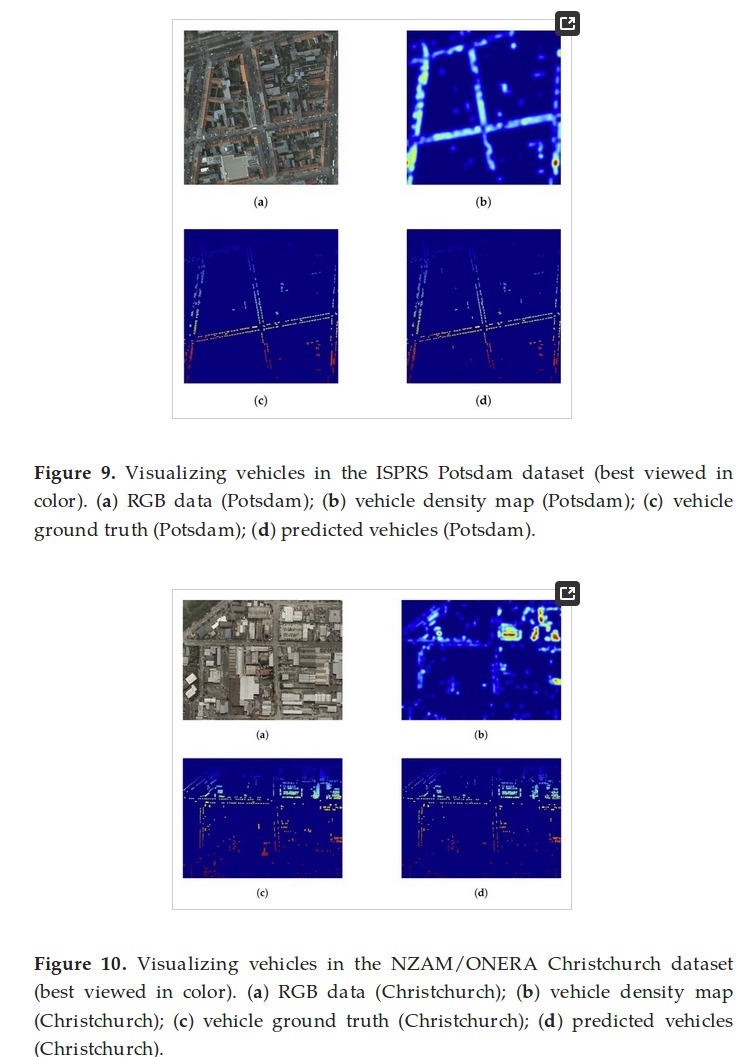 (a)
(b)
(c)
(d)
Figure 9. Visualizing vehicles in the ISPRS Potsdam dataset (best viewed in
color). (a) RGB data (Potsdam); (b) vehicle density map (Potsdam); (c) vehicle
ground truth (Potsdam); (d) predicted vehicles (Potsdam).
(a)
(b)
(c)
(d)
Figure 10. Visualizing vehicles in the NZAM/ONERA Christchurch dataset
(best viewed in color). (a) RGB data (Christchurch); (b) vehicle density map
(Christchurch); (c) vehicle ground truth (Christchurch); (d) predicted vehicles
(Christchurch).